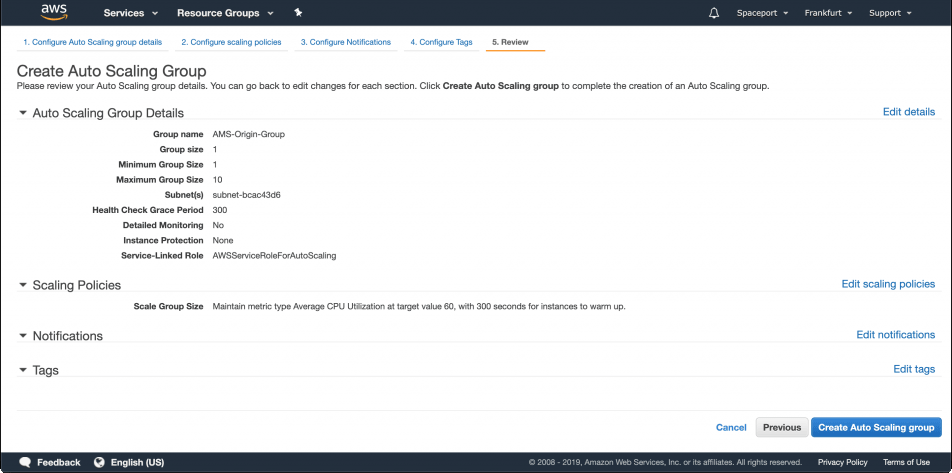 aws Services Resource Groups Spaceport Frankfurt Support
1. Configure Auto Scaling group details 2. Configure scaling policies 3. Configure Notifications 4. Configure Tags 5. Review
Create Auto Scaling Group
Please review your Auto Scaling group details. You can go back to edit changes for each section. Click Create Auto Scaling group to complete the creation of an Auto Scaling group.
Auto Scaling Group Details Edit details
Group name AMS-Origin-Group
Group size 1
Minimum Group Size 1
Maximum Group Size 10
Subnet(s) subnet-bcac43d6
Health Check Grace Period 300
Detailed Monitoring No
Instance Protection None
Service-Linked Role AWSServiceRoleForAutoScaling
Scaling Policies Edit scaling policies
Scale Group Size Maintain metric type Average CPU Utilization at target value 60, with 300 seconds for instances to warm up.
Notifications Edit notifications
Tags Edit tags
Cancel Previous Create Auto Scaling group
Feedback English (US) © 2008 - 2019, Amazon Web Services, Inc. or its affiliates. All rights reserved. Privacy Policy Terms of Use